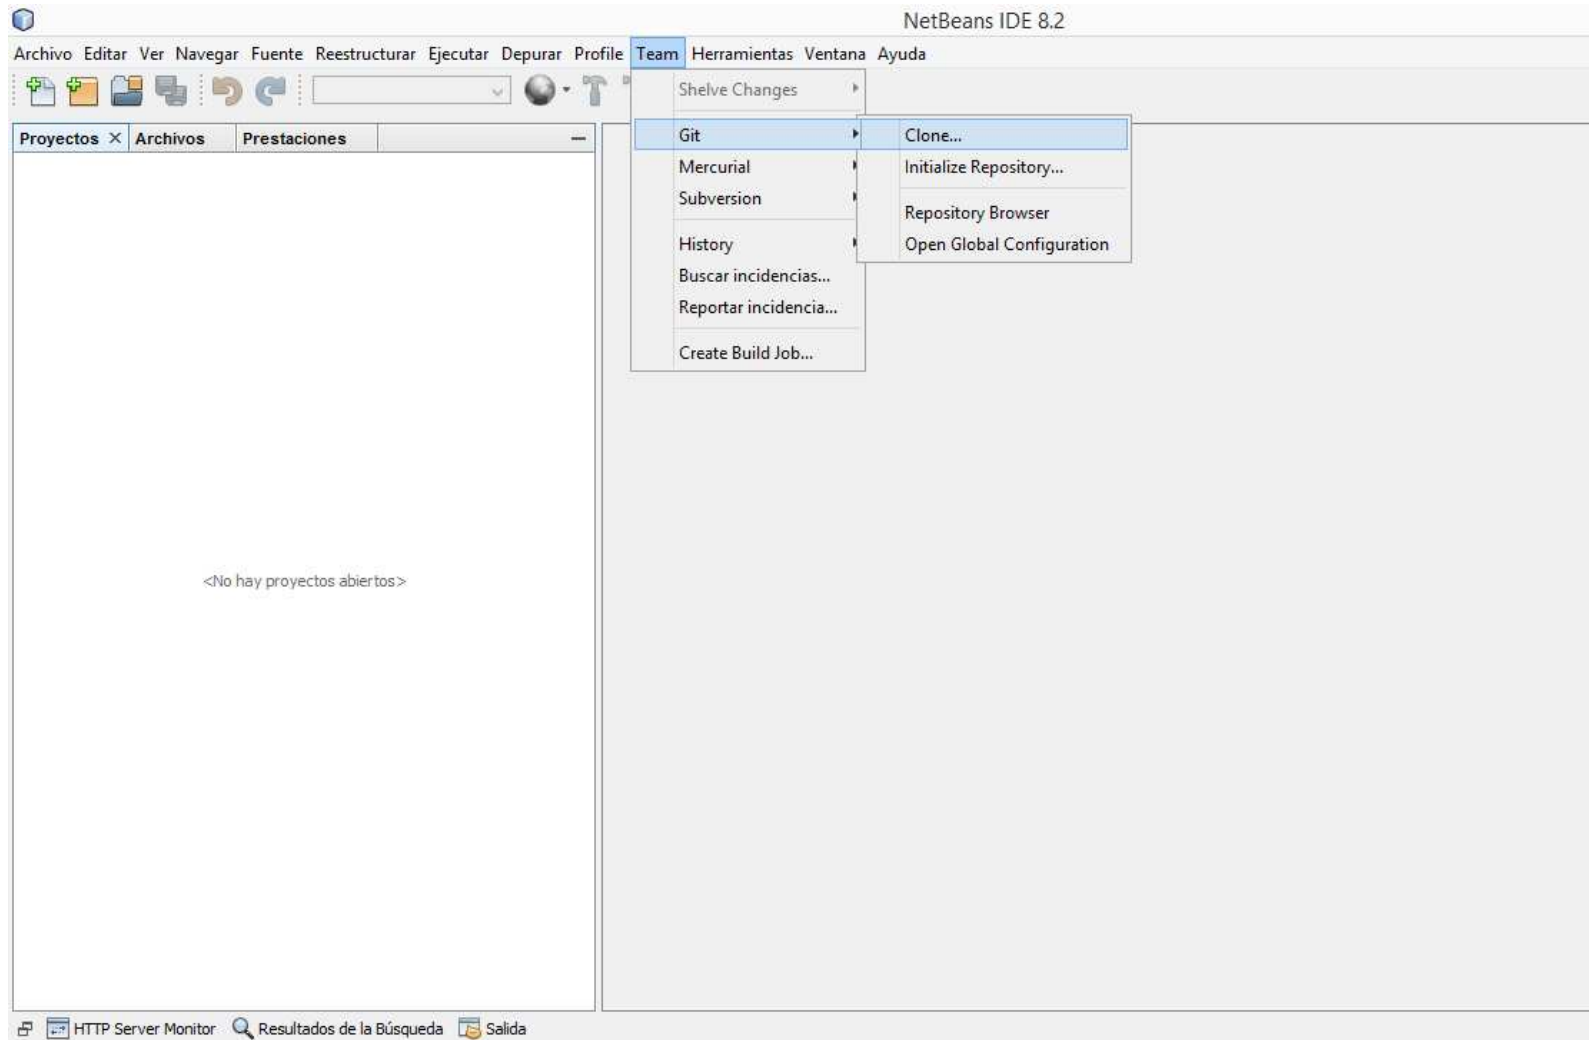 NetBeans IDE 8.2
Archivo Editar Ver Navegar Fuente Reestructurar Ejecutar Depurar Profile Team Herramientas Ventana Ayuda
Shelve Changes
Proyectos Archivos Prestaciones
Git
Mercurial
Subversion
History
Buscar incidencias...
Reportar incidencia...
Create Build Job...
Clone...
Initialize Repository...
Repository Browser
Open Global Configuration
<No hay proyectos abiertos>
HTTP Server Monitor Resultados de la Búsqueda Salida